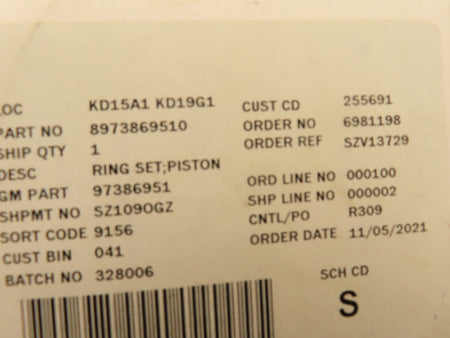 LOC KD15A1 KD19G1
PART NO 8973869510
SHIP QTY 1
DESC RING SET;PISTON
GM PART 97386951
SHPMT NO SZ109OGZ
SORT CODE 9156
CUST BIN 041
BATCH NO 328006
CUST CD 255691
ORDER NO 6981198
ORDER REF SZV13729
ORD LINE NO 000100
SHP LINE NO 000002
CNTL/PO R309
ORDER DATE 11/05/2021
SCH CD
S